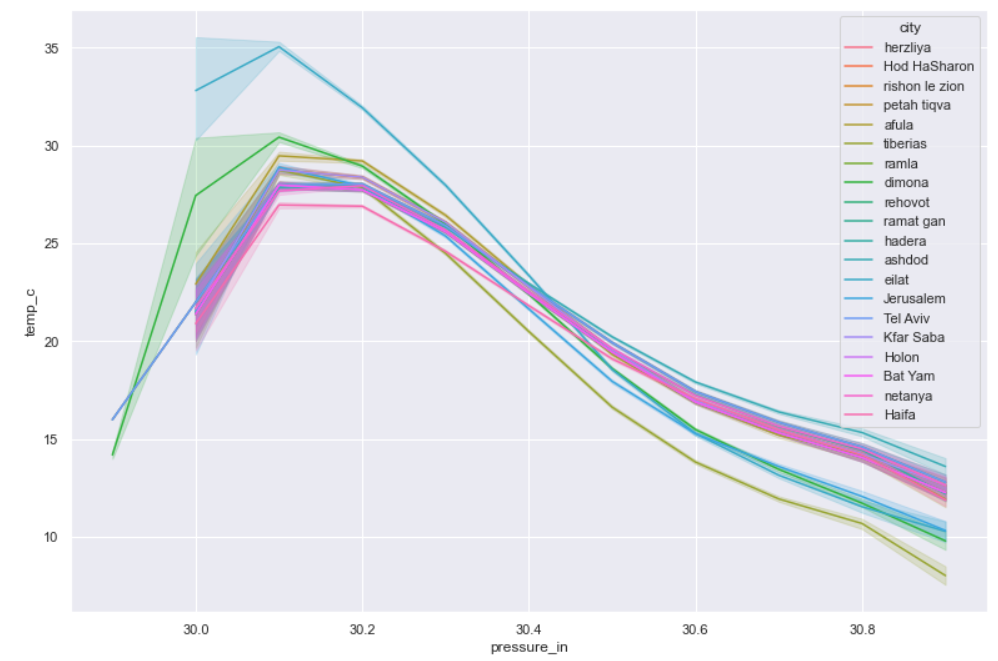 city
herzliya
Hod HaSharon
rishon le zion
petah tiqva
afula
tiberias
ramla
dimona
rehovot
ramat gan
hadera
ashdod
eilat
Jerusalem
Tel Aviv
Kfar Saba
Holon
Bat Yam
netanya
Haifa
temp_c
35
30
25
20
15
10
30.0
30.2
30.4
30.6
30.8
pressure_in